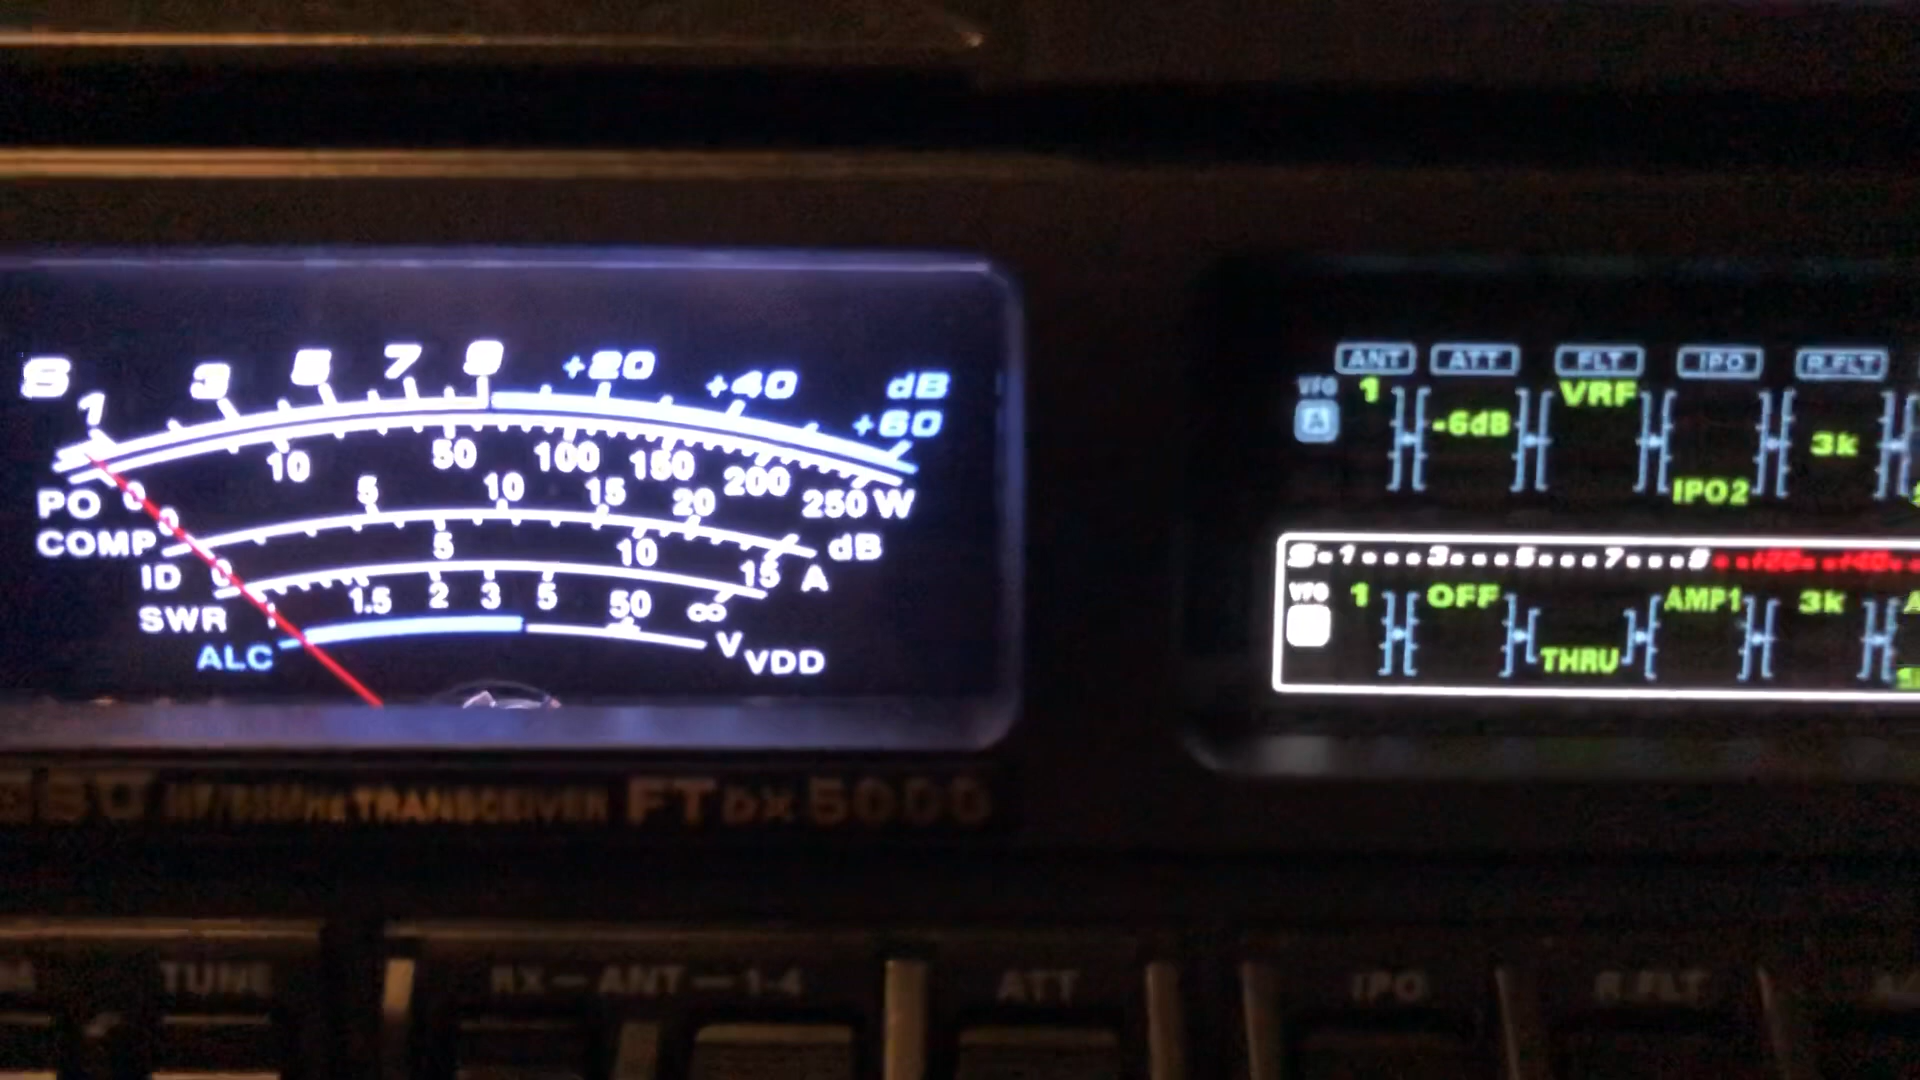 S 1 3 5 7 9 +20 +40 +60 dB
PO 0 10 50 100 150 200 250 W
COMP 0 5 10 15 20 dB
ID 0 5 10 15 A
SWR 1 1.5 2 3 5 50 ∞
ALC V VDD
TRANSCEIVER FT DX 5000
ANT ATT FLT IPO R.FLT
VFO A 1 -6dB VRF IPO2 3k
S 1 3 5 7 9 +20 +40
VFO 1 OFF THRU AMP1 3k
TUNE RX-ANT-1-4 ATT IPO R.FLT